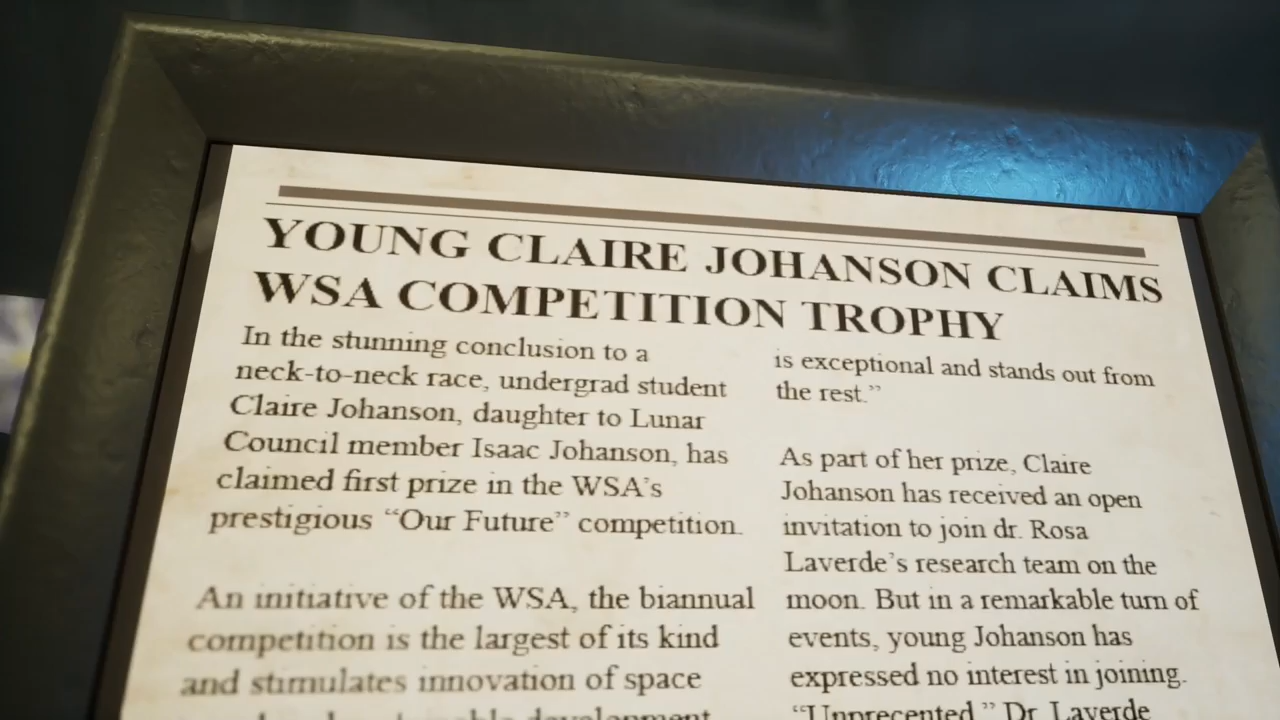 YOUNG CLAIRE JOHANSON CLAIMS
WSA COMPETITION TROPHY
In the stunning conclusion to a
neck-to-neck race, undergrad student
Claire Johanson, daughter to Lunar
Council member Isaac Johanson, has
claimed first prize in the WSA's
prestigious “Our Future” competition.
An initiative of the WSA, the biannual
competition is the largest of its kind
and stimulates innovation of space
development
is exceptional and stands out from
the rest.”
As part of her prize, Claire
Johanson has received an open
invitation to join dr. Rosa
Laverde's research team on the
moon. But in a remarkable turn of
events, young Johanson has
expressed no interest in joining.
“Unprecented.” Dr. Laverde